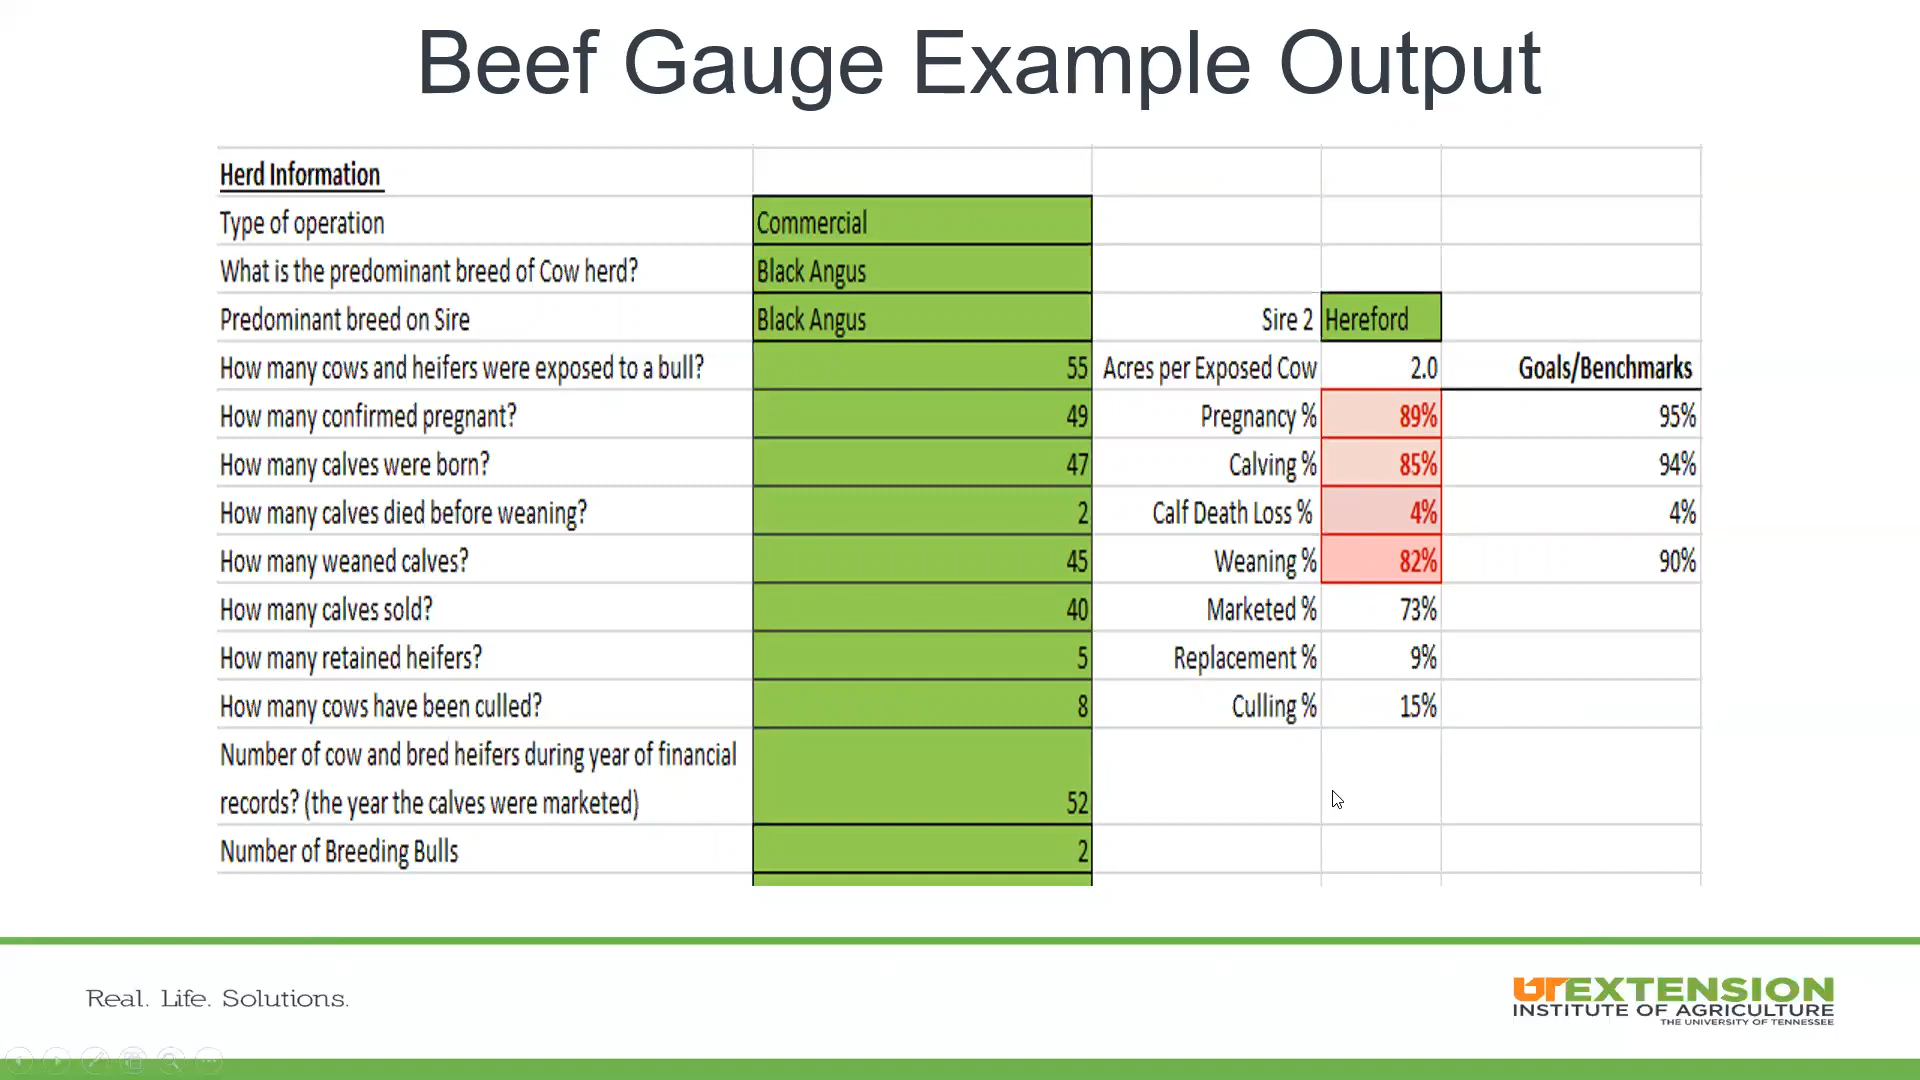 Beef Gauge Example Output
Herd Information
Type of operation Commercial
What is the predominant breed of Cow herd? Black Angus
Predominant breed on Sire Black Angus Sire 2 Hereford
How many cows and heifers were exposed to a bull? 55 Acres per Exposed Cow 2.0 Goals/Benchmarks
How many confirmed pregnant? 49 Pregnancy % 89% 95%
How many calves were born? 47 Calving % 85% 94%
How many calves died before weaning? 2 Calf Death Loss % 4% 4%
How many weaned calves? 45 Weaning % 82% 90%
How many calves sold? 40 Marketed % 73%
How many retained heifers? 5 Replacement % 9%
How many cows have been culled? 8 Culling % 15%
Number of cow and bred heifers during year of financial
records? (the year the calves were marketed) 52
Number of Breeding Bulls 2
Real. Life. Solutions.
UTEXTENSION
INSTITUTE OF AGRICULTURE
THE UNIVERSITY OF TENNESSEE